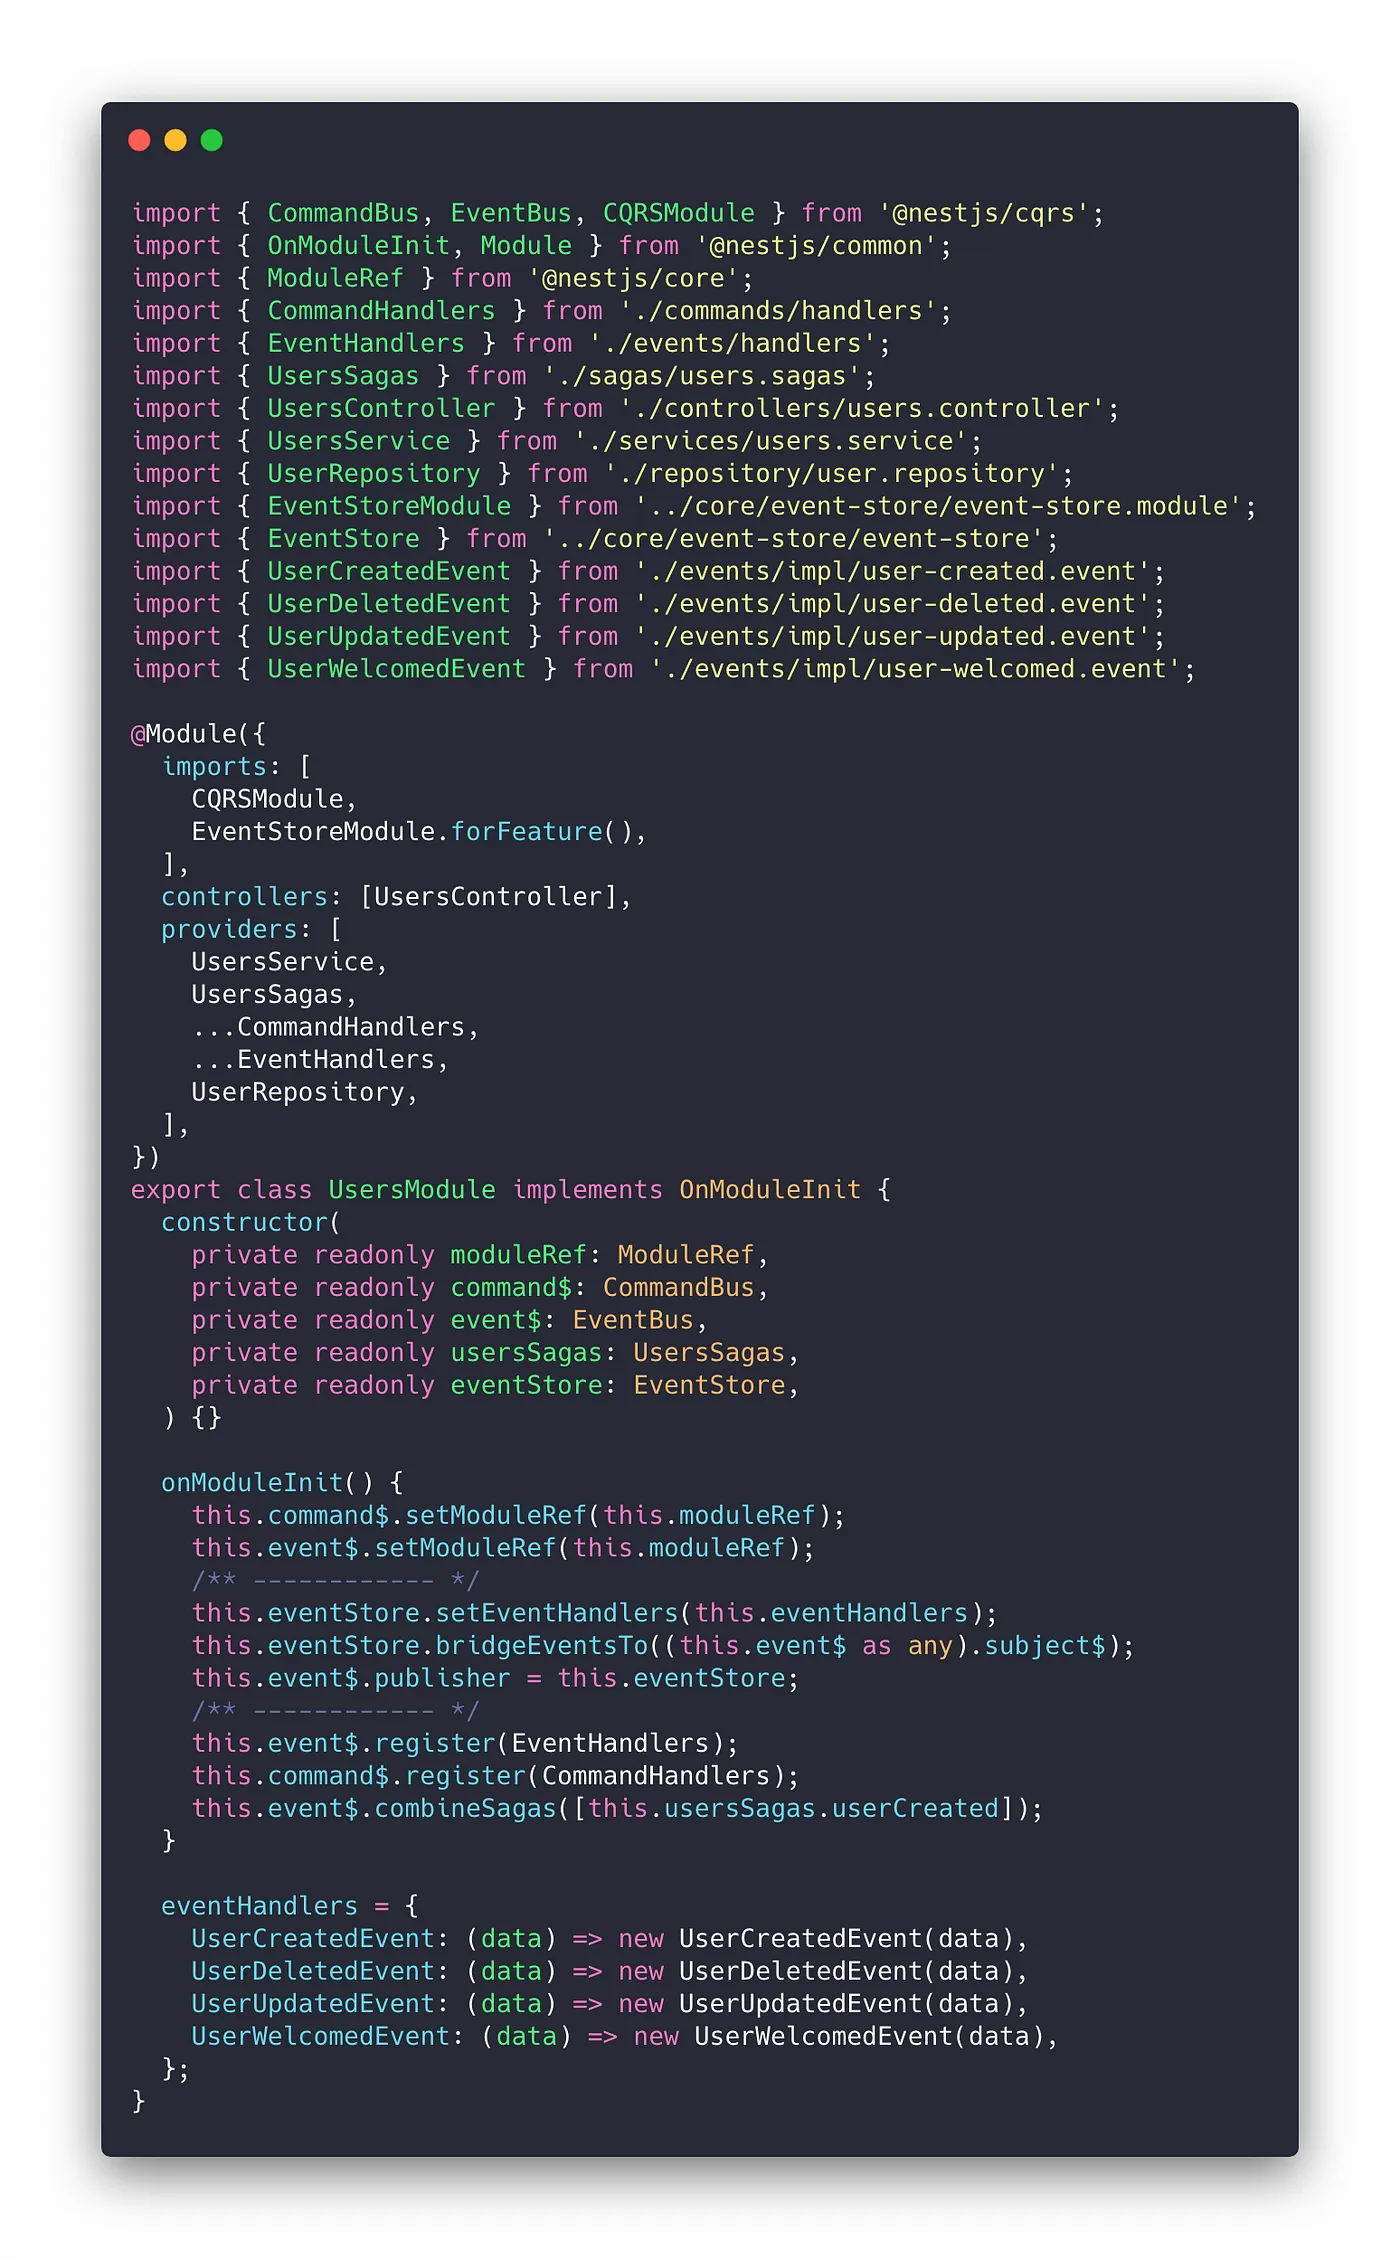 import { CommandBus, EventBus, CQRSModule } from '@nestjs/cqrs';
import { OnModuleInit, Module } from '@nestjs/common';
import { ModuleRef } from '@nestjs/core';
import { CommandHandlers } from './commands/handlers';
import { EventHandlers } from './events/handlers';
import { UsersSagas } from './sagas/users.sagas';
import { UsersController } from './controllers/users.controller';
import { UsersService } from './services/users.service';
import { UserRepository } from './repository/user.repository';
import { EventStoreModule } from '../core/event-store/event-store.module';
import { EventStore } from '../core/event-store/event-store';
import { UserCreatedEvent } from './events/impl/user-created.event';
import { UserDeletedEvent } from './events/impl/user-deleted.event';
import { UserUpdatedEvent } from './events/impl/user-updated.event';
import { UserWelcomedEvent } from './events/impl/user-welcomed.event';

@Module({
  imports: [
    CQRSModule,
    EventStoreModule.forFeature(),
  ],
  controllers: [UsersController],
  providers: [
    UsersService,
    UsersSagas,
    ...CommandHandlers,
    ...EventHandlers,
    UserRepository,
  ],
})
export class UsersModule implements OnModuleInit {
  constructor(
    private readonly moduleRef: ModuleRef,
    private readonly command$: CommandBus,
    private readonly event$: EventBus,
    private readonly usersSagas: UsersSagas,
    private readonly eventStore: EventStore,
  ) {}

  onModuleInit() {
    this.command$.setModuleRef(this.moduleRef);
    this.event$.setModuleRef(this.moduleRef);
    /** ------------ */
    this.eventStore.setEventHandlers(this.eventHandlers);
    this.eventStore.bridgeEventsTo((this.event$ as any).subject$);
    this.event$.publisher = this.eventStore;
    /** ------------ */
    this.event$.register(EventHandlers);
    this.command$.register(CommandHandlers);
    this.event$.combineSagas([this.usersSagas.userCreated]);
  }

  eventHandlers = {
    UserCreatedEvent: (data) => new UserCreatedEvent(data),
    UserDeletedEvent: (data) => new UserDeletedEvent(data),
    UserUpdatedEvent: (data) => new UserUpdatedEvent(data),
    UserWelcomedEvent: (data) => new UserWelcomedEvent(data),
  };
}